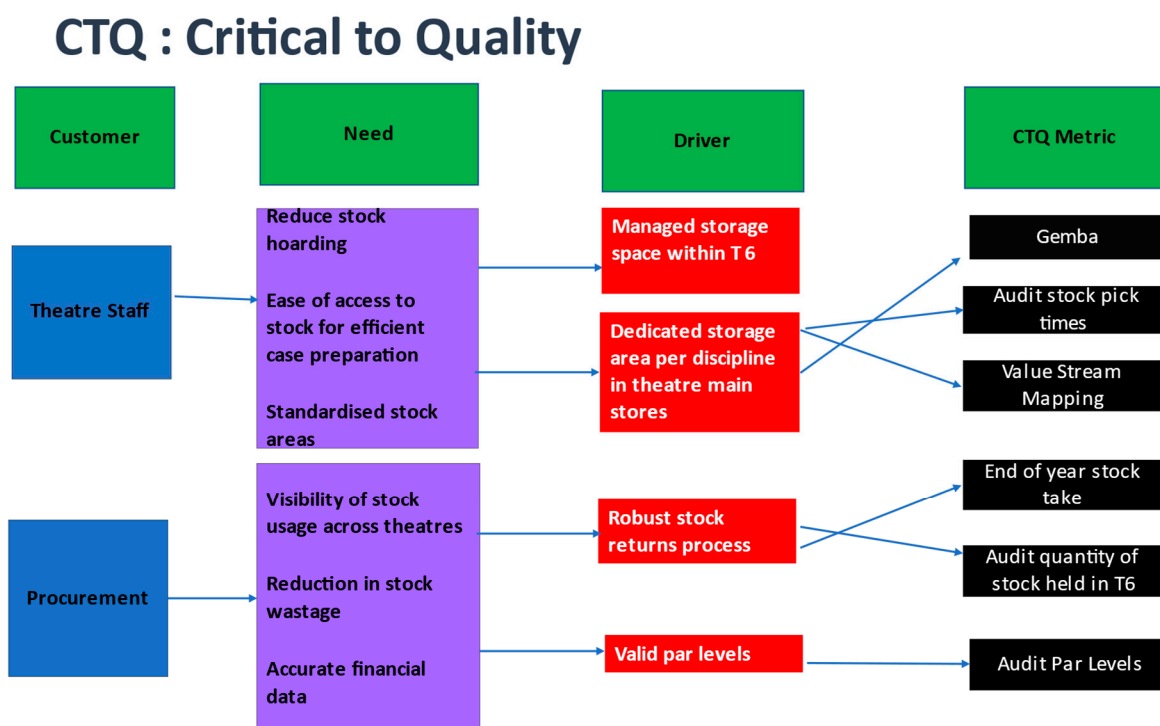 CTQ : Critical to Quality
Customer
Need
Driver
CTQ Metric
Theatre Staff
Reduce stock
hoarding
Ease of access to
stock for efficient
case preparation
Standardised stock
areas
Managed storage
space within T6
Dedicated storage
area per discipline
in theatre main
stores
Gemba
Audit stock pick
times
Value Stream
Mapping
Procurement
Visibility of stock
usage across theatres
Reduction in stock
wastage
Accurate financial
data
Robust stock
returns process
Valid par levels
End of year stock
take
Audit quantity of
stock held in T6
Audit Par Levels